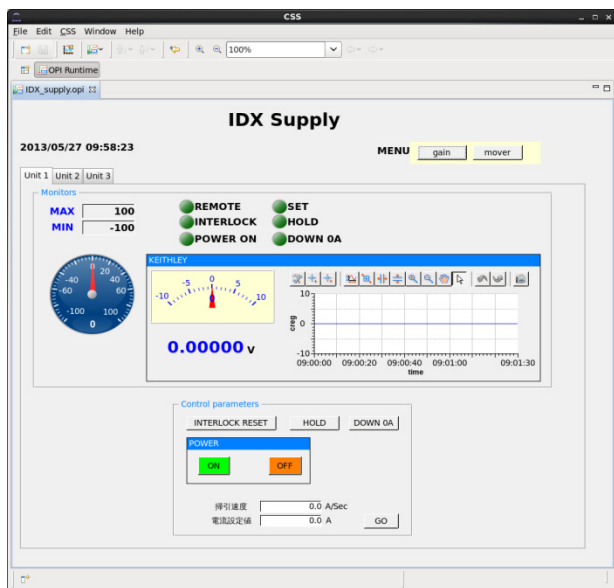 CSS
File Edit CSS Window Help
100%
OPI Runtime
IDX_supply.opi
IDX Supply
2013/05/27 09:58:23
MENU gain mover
Unit 1 Unit 2 Unit 3
Monitors
MAX 100
MIN -100
REMOTE SET
INTERLOCK HOLD
POWER ON DOWN 0A
-100 -60 -40 0 20 40 60 100
0
KEITHLEY
-10 -5 0 5 10
0
0.00000 V
creg
10
0
-10
09:00:00 09:00:20 09:00:40 09:01:00 09:01:30
time
Control parameters
INTERLOCK RESET HOLD DOWN 0A
POWER
ON OFF
掃引速度 0.0 A/Sec
電流設定値 0.0 A GO